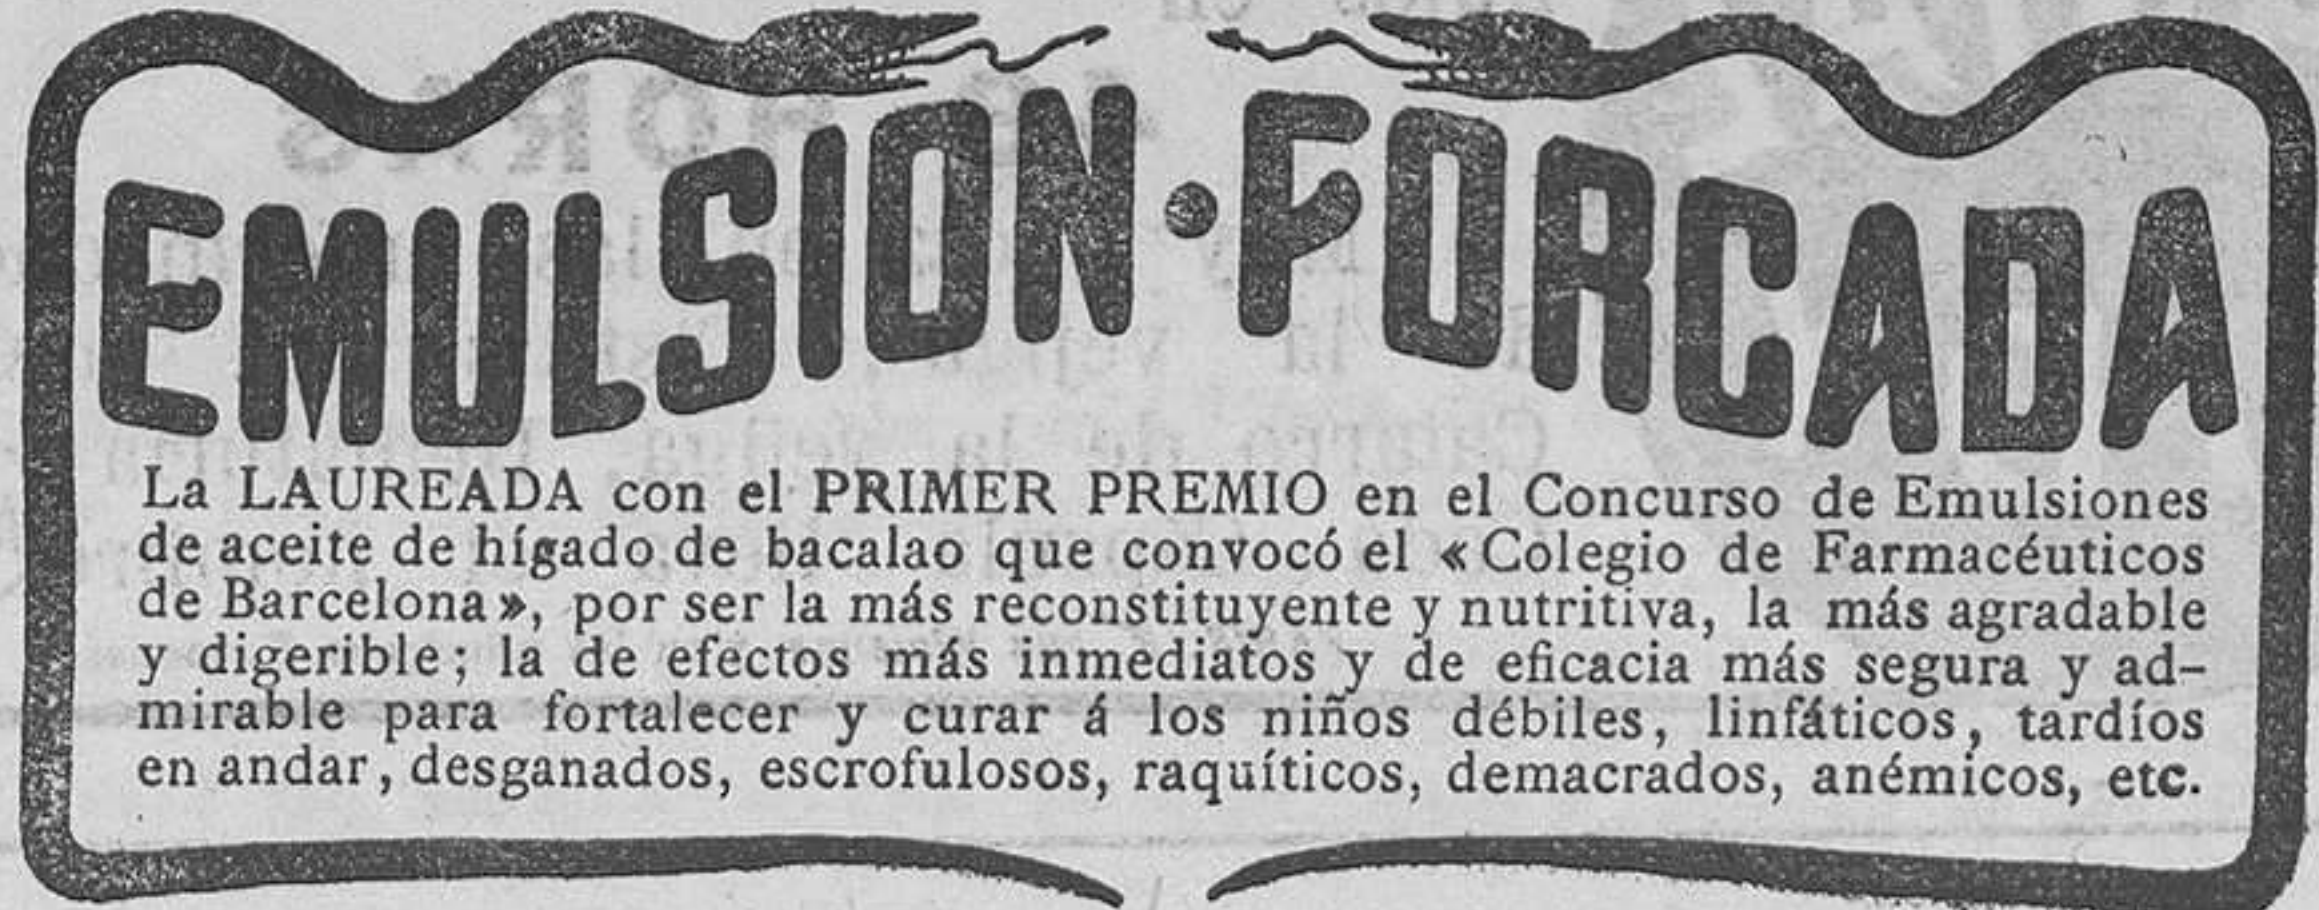 EMULSION·FORCADA
La LAUREADA con el PRIMER PREMIO en el Concurso de Emulsiones
de aceite de hígado de bacalao que convocó el «Colegio de Farmacéuticos
de Barcelona», por ser la más reconstituyente y nutritiva, la más agradable
y digerible; la de efectos más inmediatos y de eficacia más segura y ad-
mirable para fortalecer y curar á los niños débiles, linfáticos, tardíos
en andar, desganados, escrofulosos, raquíticos, demacrados, anémicos, etc.